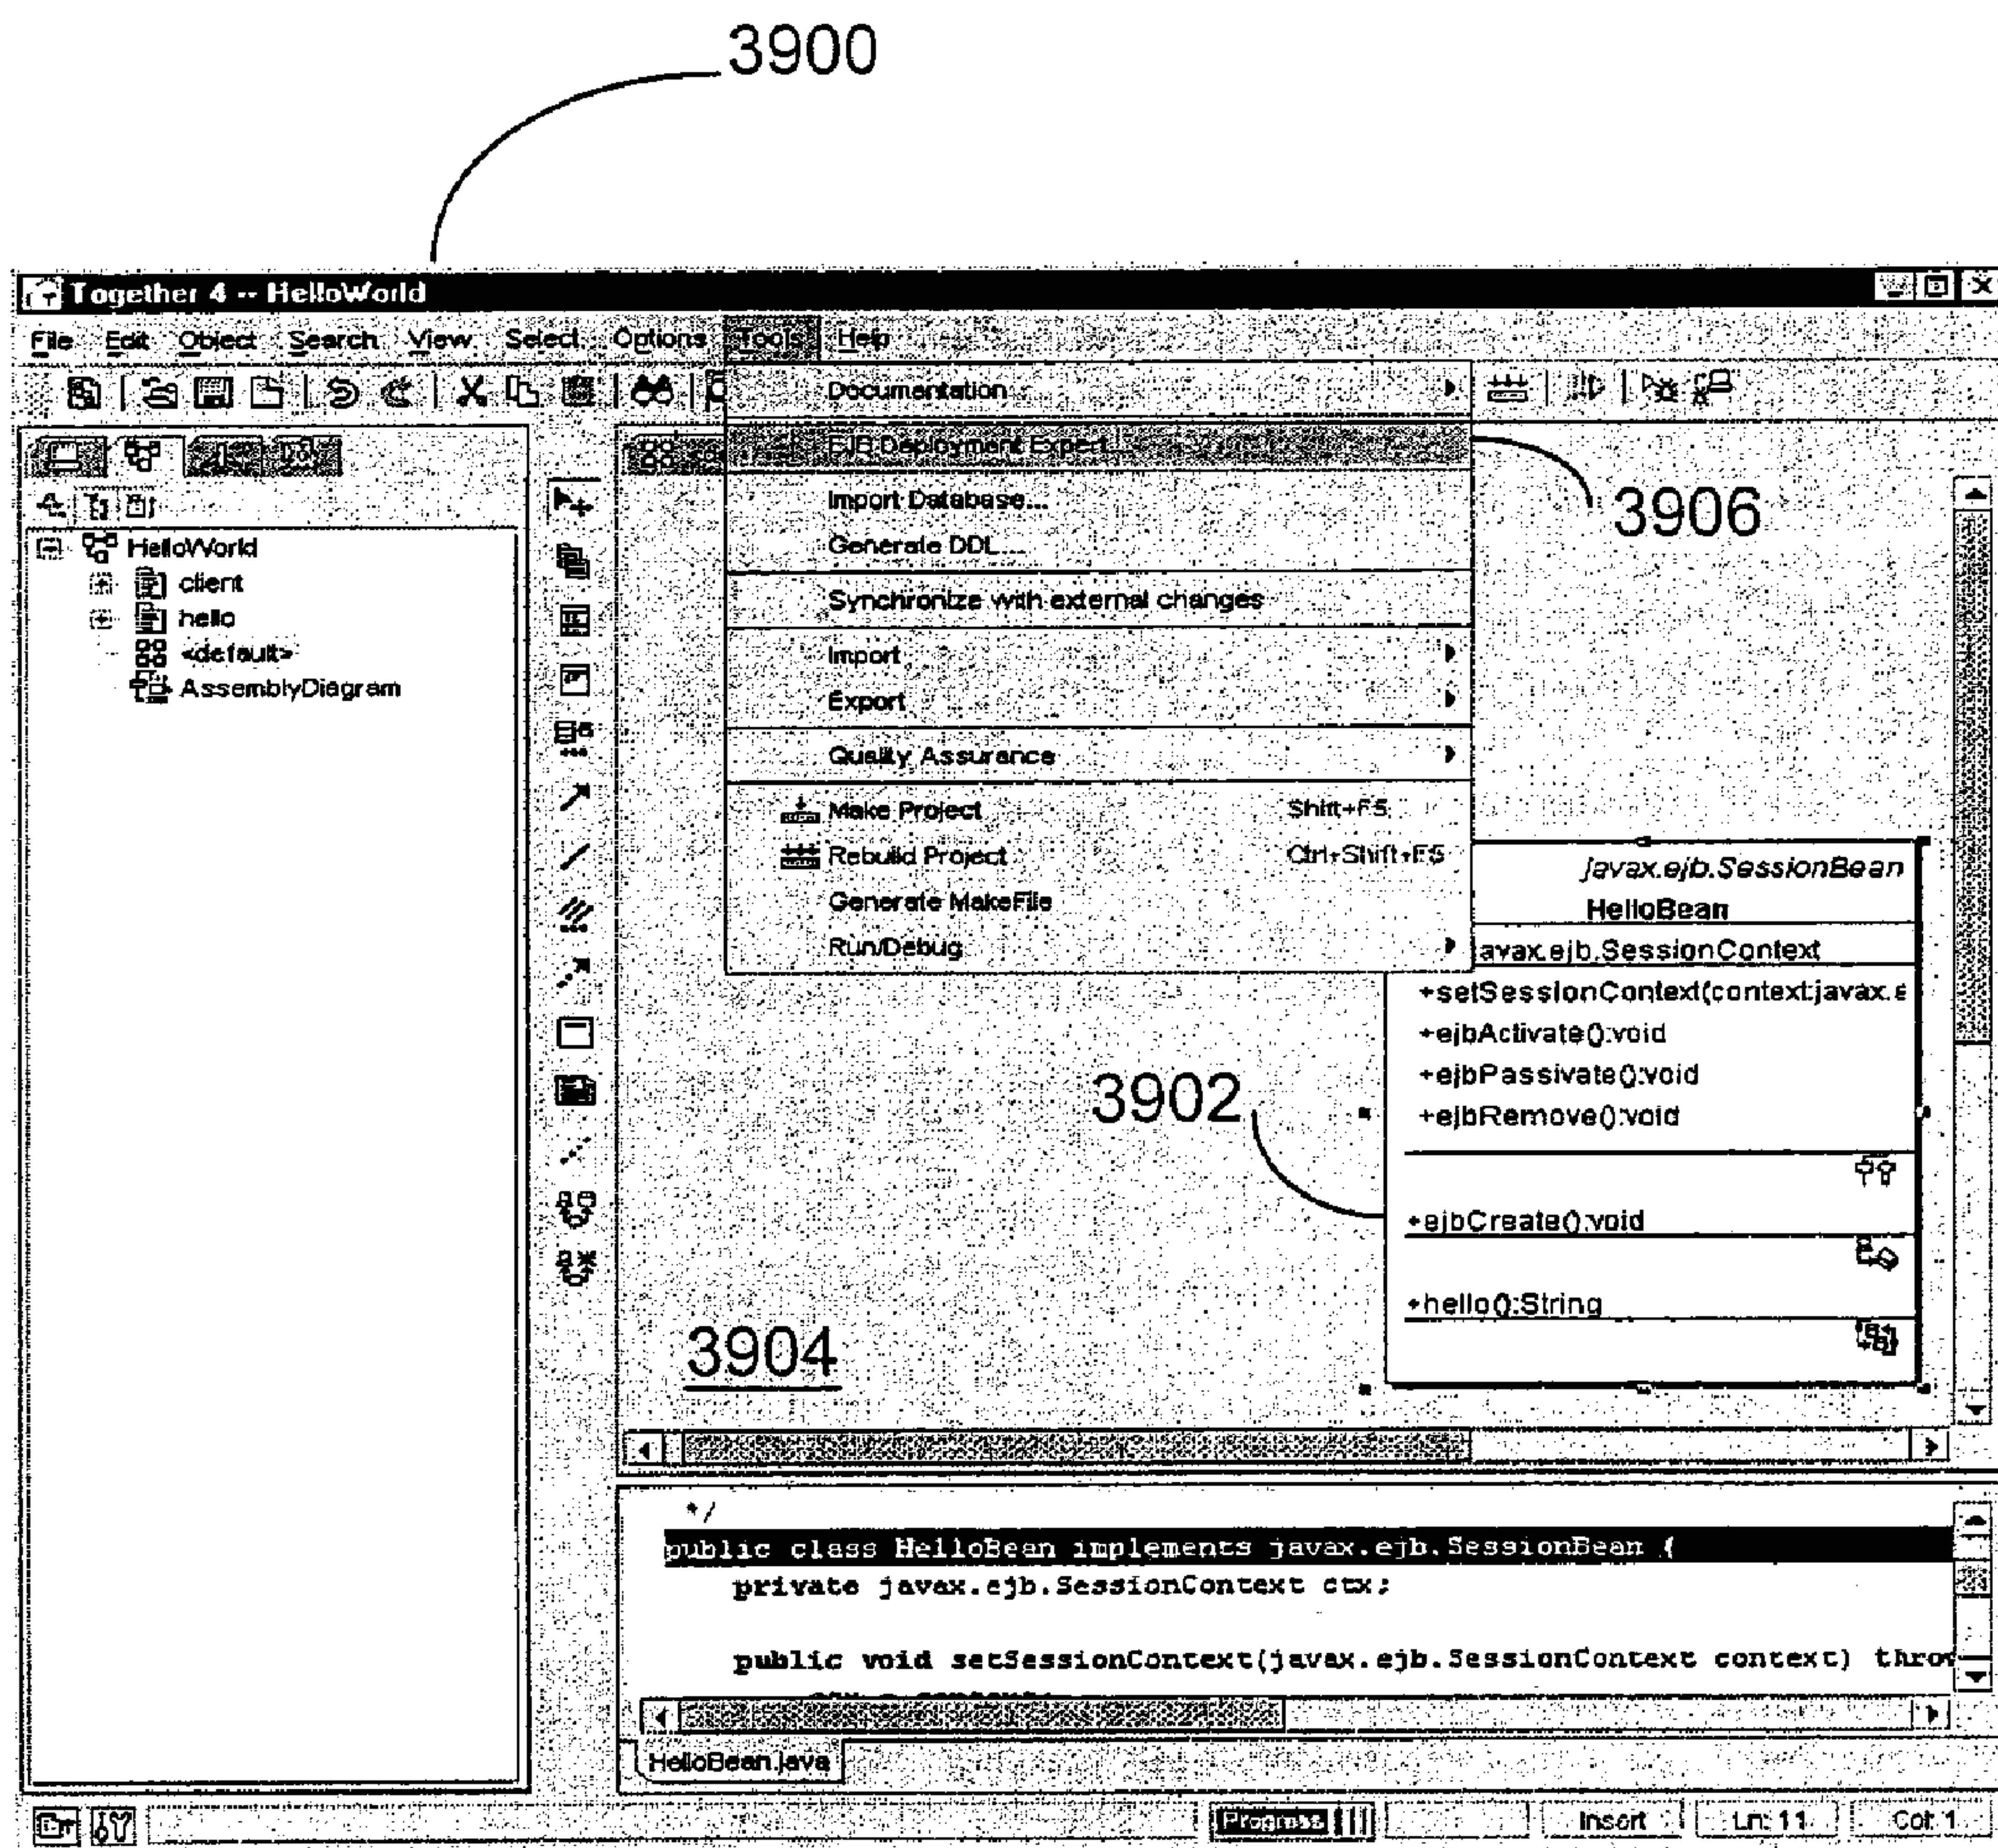 3900
Together 4 -- HelloWorld
File Edit Object Search View Select Options Tools Help
Documentation
EJB Deployment Expert...
3906
Import Database...
Generate DDL...
Synchronize with external changes
Import
Export
Quality Assurance
Make Project Shift+F5
Rebuild Project Ctrl+Shift+F5
Generate MakeFile
Run/Debug
HelloWorld
client
hello
<default>
AssemblyDiagram
javax.ejb.SessionBean
HelloBean
avax.ejb.SessionContext
+setSessionContext(context:javax.e
+ejbActivate():void
+ejbPassivate():void
+ejbRemove():void
3902
+ejbCreate():void
+hello():String
3904
*/
public class HelloBean implements javax.ejb.SessionBean {
private javax.ejb.SessionContext ctx;
public void setSessionContext(javax.ejb.SessionContext context) throw
HelloBean.java
Progress Insert Ln: 11 Col: 1